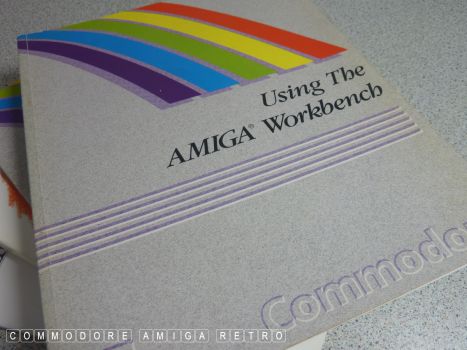 Using The
AMIGA® Workbench
Commodo
COMMODORE AMIGA RETRO